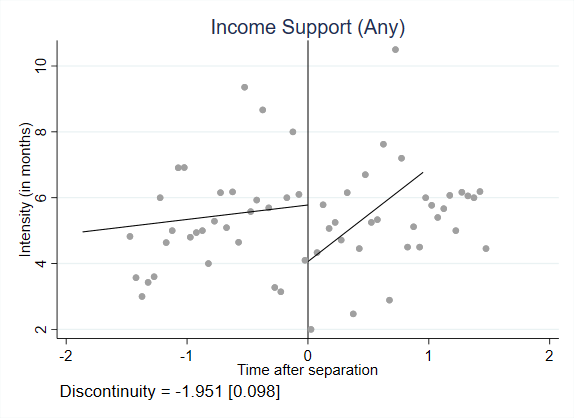 Income Support (Any)
Intensity (in months)
10
8
6
4
2
-2 -1 0 1 2
Time after separation
Discontinuity = -1.951 [0.098]